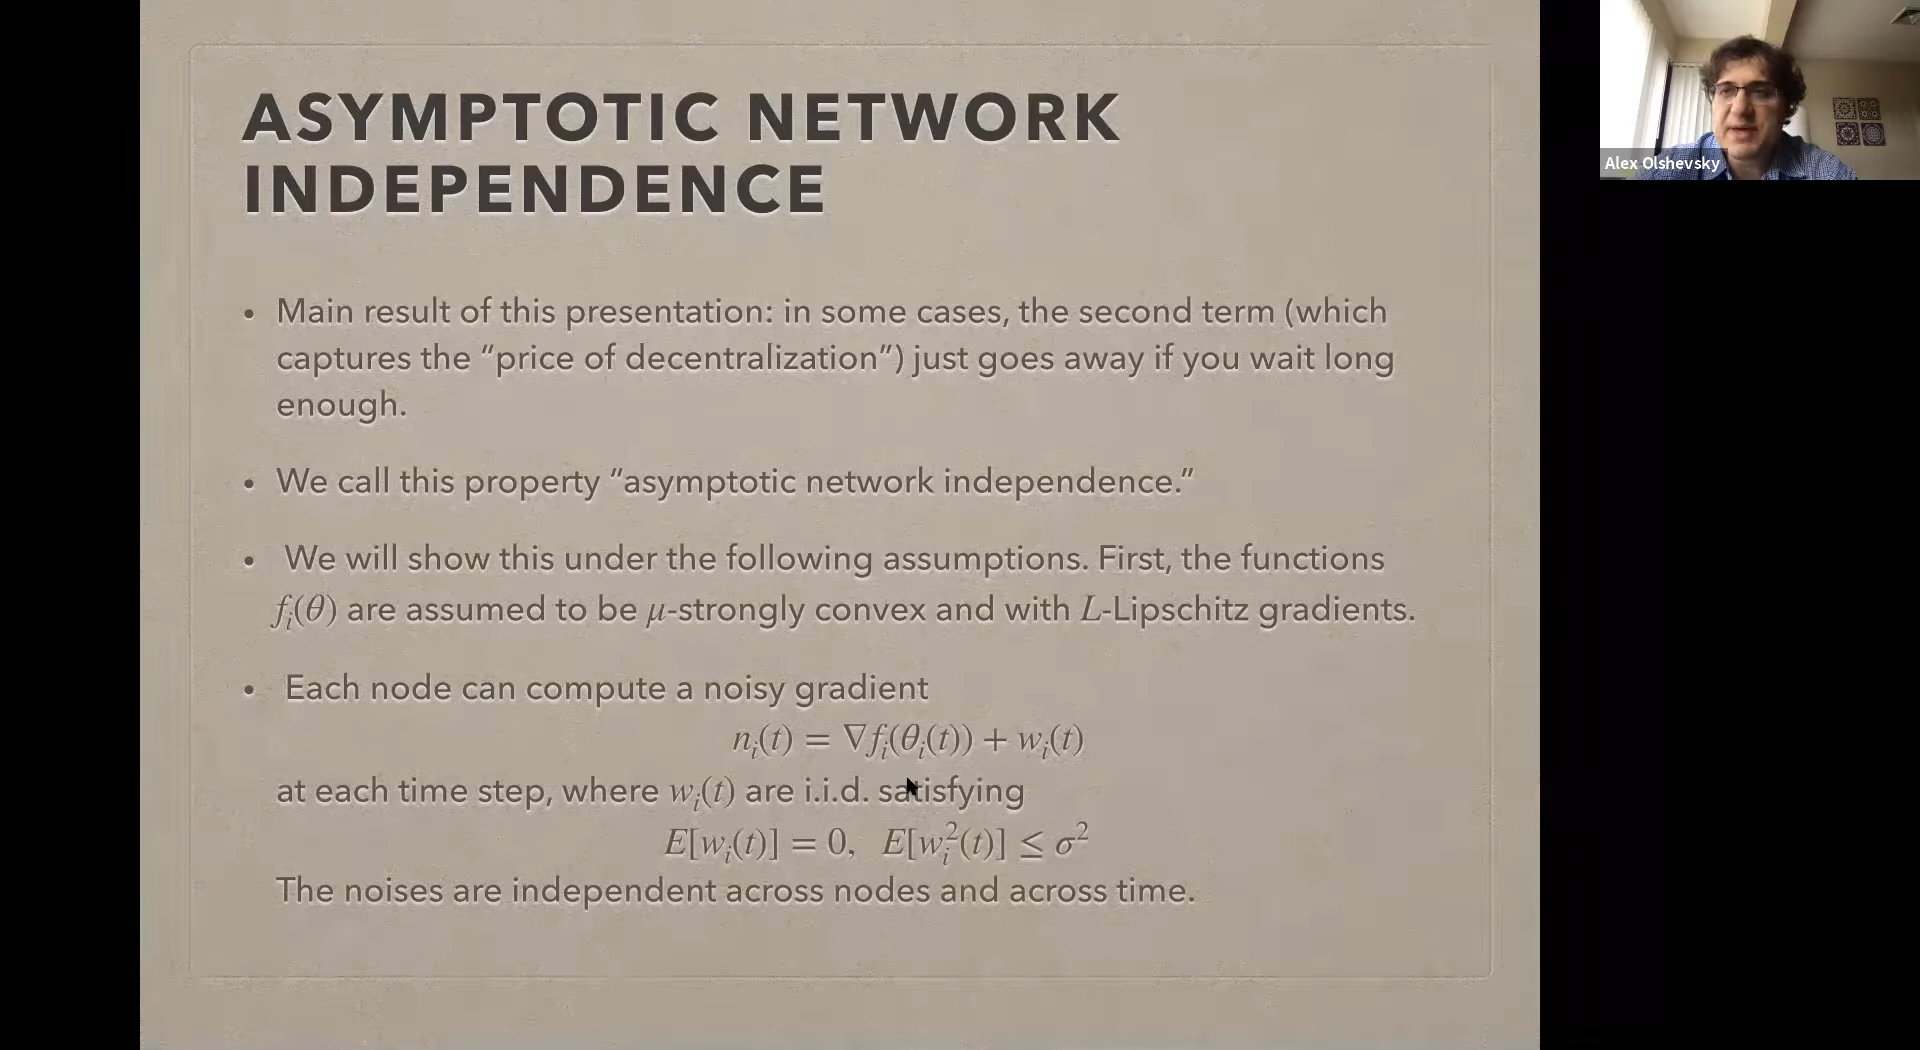 ASYMPTOTIC NETWORK
INDEPENDENCE
• Main result of this presentation: in some cases, the second term (which
captures the “price of decentralization”) just goes away if you wait long
enough.
• We call this property “asymptotic network independence.”
• We will show this under the following assumptions. First, the functions
f_i(θ) are assumed to be μ-strongly convex and with L-Lipschitz gradients.
• Each node can compute a noisy gradient
n_i(t) = ∇f_i(θ_i(t)) + w_i(t)
at each time step, where w_i(t) are i.i.d. satisfying
E[w_i(t)] = 0, E[w_i^2(t)] ≤ σ^2
The noises are independent across nodes and across time.
Alex Olshevsky